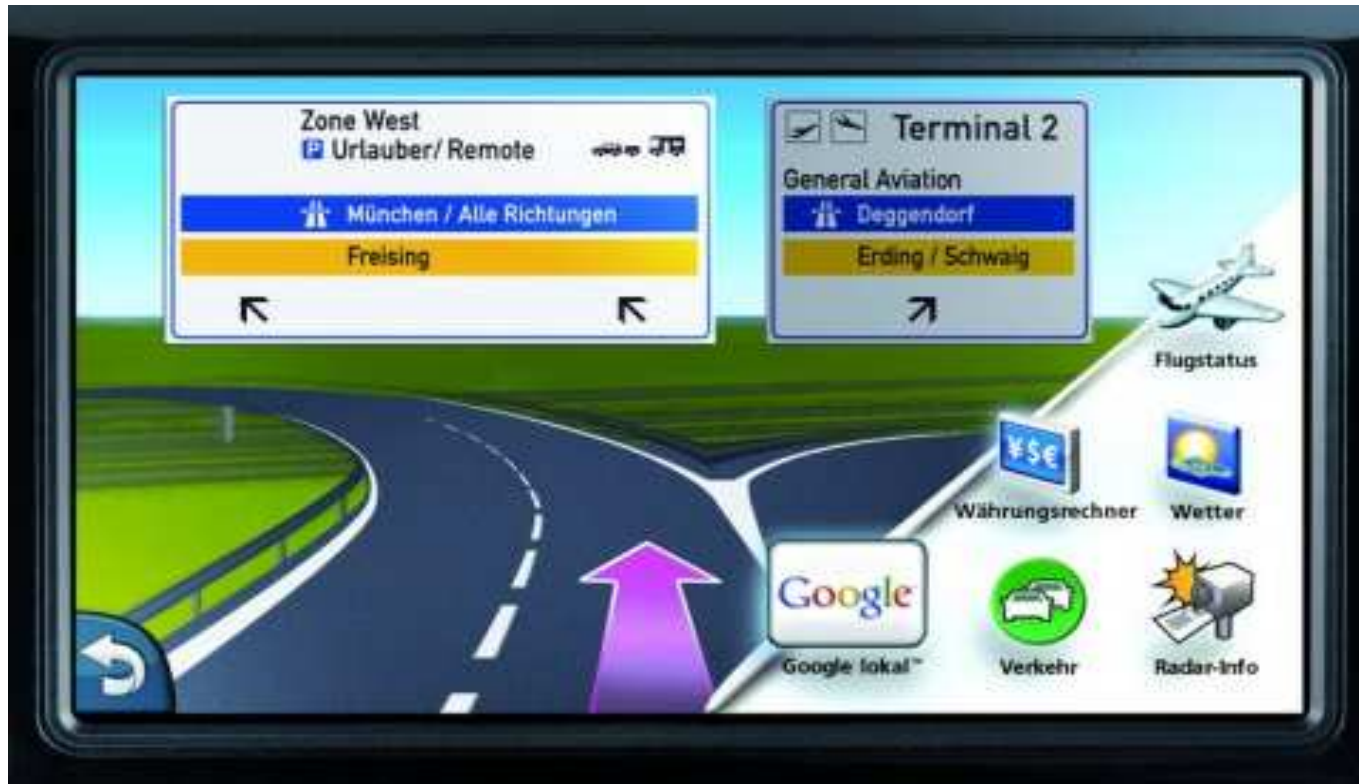 Zone West
P Urlauber/ Remote
München / Alle Richtungen
Freising
Terminal 2
General Aviation
Deggendorf
Erding / Schwaig
Flugstatus
¥$€
Währungsrechner
Wetter
Google
Google lokal™
Verkehr
Radar-Info